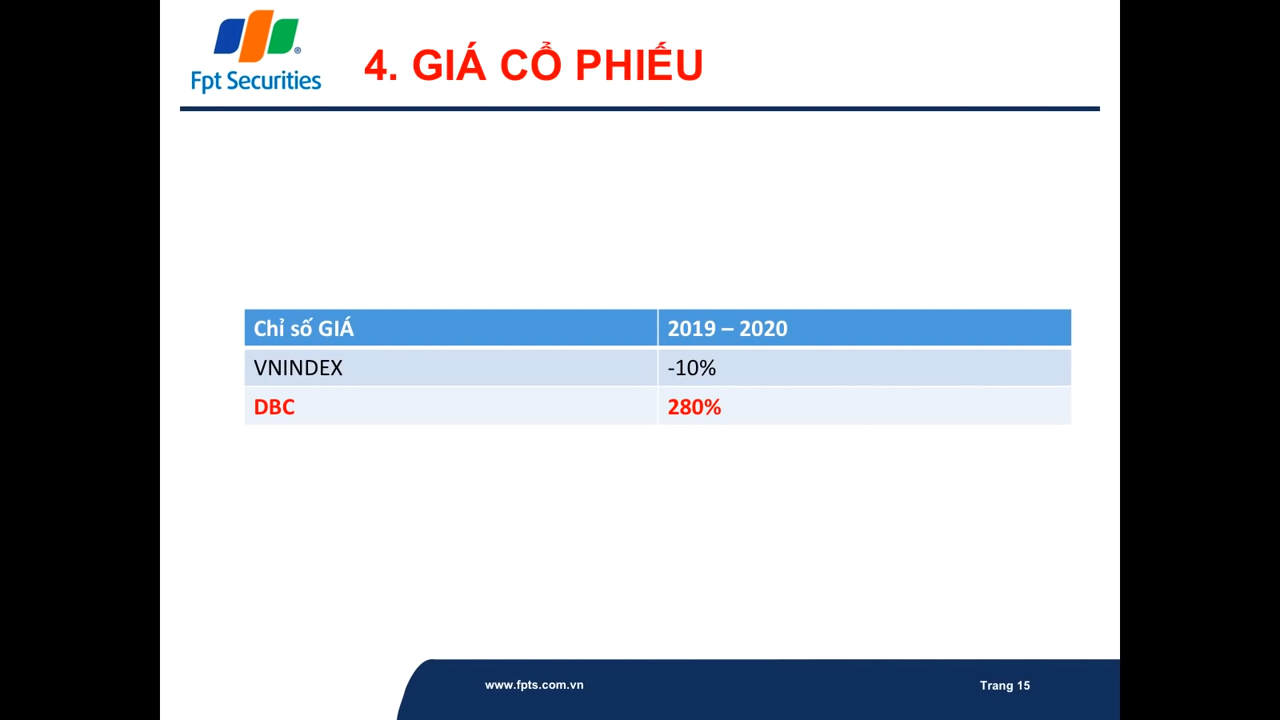 Fpt Securities
®
4. GIÁ CỔ PHIẾU
Chỉ số GIÁ 2019 – 2020
VNINDEX -10%
DBC 280%
www.fpts.com.vn Trang 15